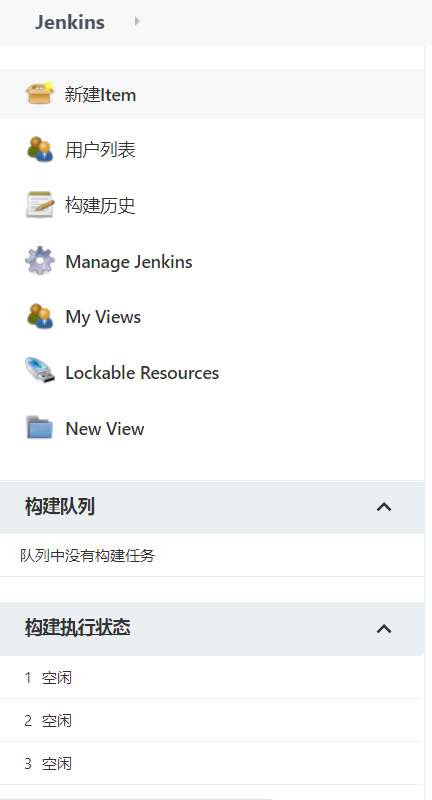 Jenkins
新建Item
用户列表
构建历史
Manage Jenkins
My Views
Lockable Resources
New View
构建队列
队列中没有构建任务
构建执行状态
1 空闲
2 空闲
3 空闲